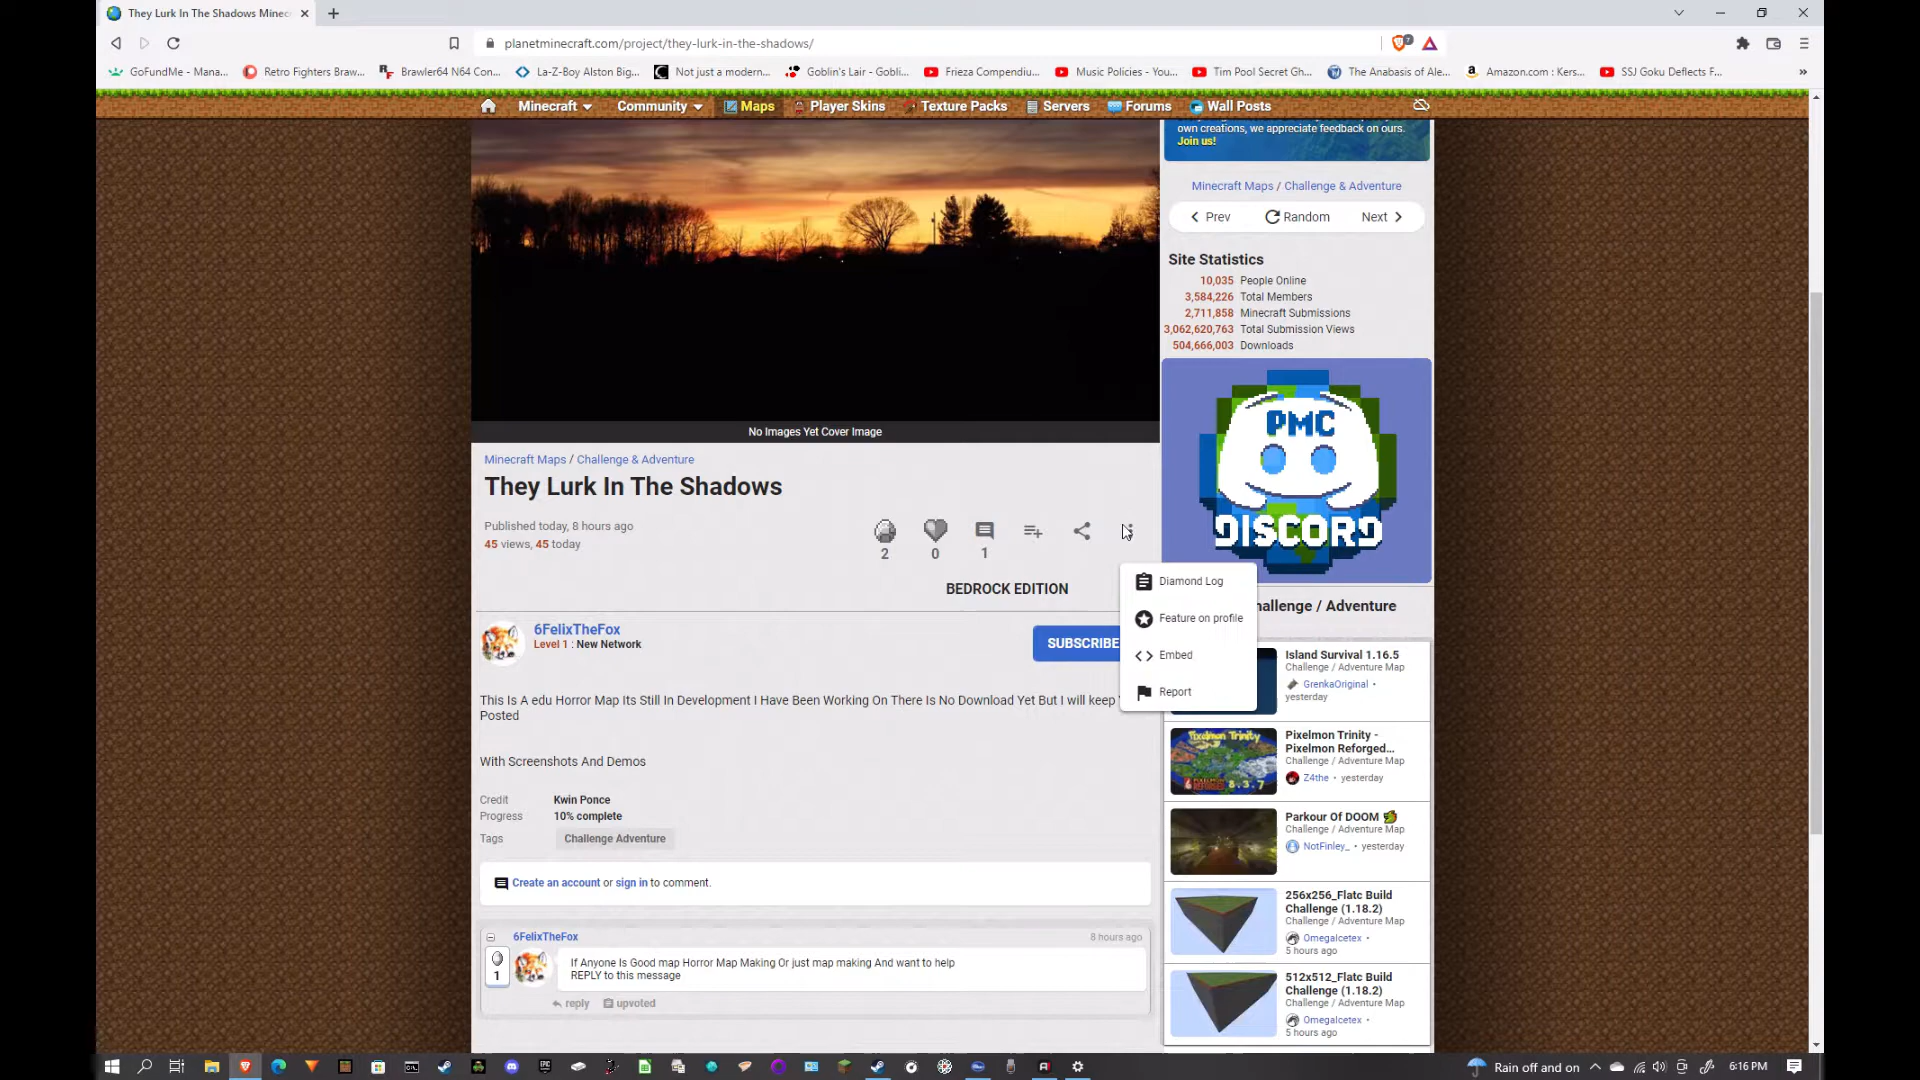 They Lurk In The Shadows Minec
planetminecraft.com/project/they-lurk-in-the-shadows/
7
GoFundMe - Mana...
Retro Fighters Braw...
Brawler64 N64 Con...
La-Z-Boy Alston Big...
Not just a modern...
Goblin's Lair - Gobli...
Frieza Compendiu...
Music Policies - You...
Tim Pool Secret Gh...
The Anabasis of Ale...
Amazon.com : Kers...
SSJ Goku Deflects F...
Minecraft
Community
Maps
Player Skins
Texture Packs
Servers
Forums
Wall Posts
own creations, we appreciate feedback on ours.
Join us!
Minecraft Maps / Challenge & Adventure
Prev
Random
Next
Site Statistics
10,035 People Online
3,584,226 Total Members
2,711,858 Minecraft Submissions
3,062,620,763 Total Submission Views
504,666,003 Downloads
PMC
DISCORD
No Images Yet Cover Image
Minecraft Maps / Challenge & Adventure
They Lurk In The Shadows
Published today, 8 hours ago
45 views, 45 today
2
0
1
BEDROCK EDITION
Diamond Log
Feature on profile
Embed
Report
6FelixTheFox
Level 1 : New Network
SUBSCRIBE
This Is A edu Horror Map Its Still In Development I Have Been Working On There Is No Download Yet But I will keep
Posted
With Screenshots And Demos
Credit Kwin Ponce
Progress 10% complete
Tags Challenge Adventure
Create an account or sign in to comment.
6FelixTheFox
8 hours ago
1
If Anyone Is Good map Horror Map Making Or just map making And want to help
REPLY to this message
reply
upvoted
hallenge / Adventure
Island Survival 1.16.5
Challenge / Adventure Map
GrenkaOriginal •
yesterday
Pixelmon Trinity
Pixelmon Trinity -
Pixelmon Reforged...
Challenge / Adventure Map
Z4the • yesterday
8.3.7
Parkour Of DOOM
Challenge / Adventure Map
NotFinley_ • yesterday
256x256_Flatc Build
Challenge (1.18.2)
Challenge / Adventure Map
OmegaIcetex •
5 hours ago
512x512_Flatc Build
Challenge (1.18.2)
Challenge / Adventure Map
OmegaIcetex •
5 hours ago
Rain off and on
6:16 PM